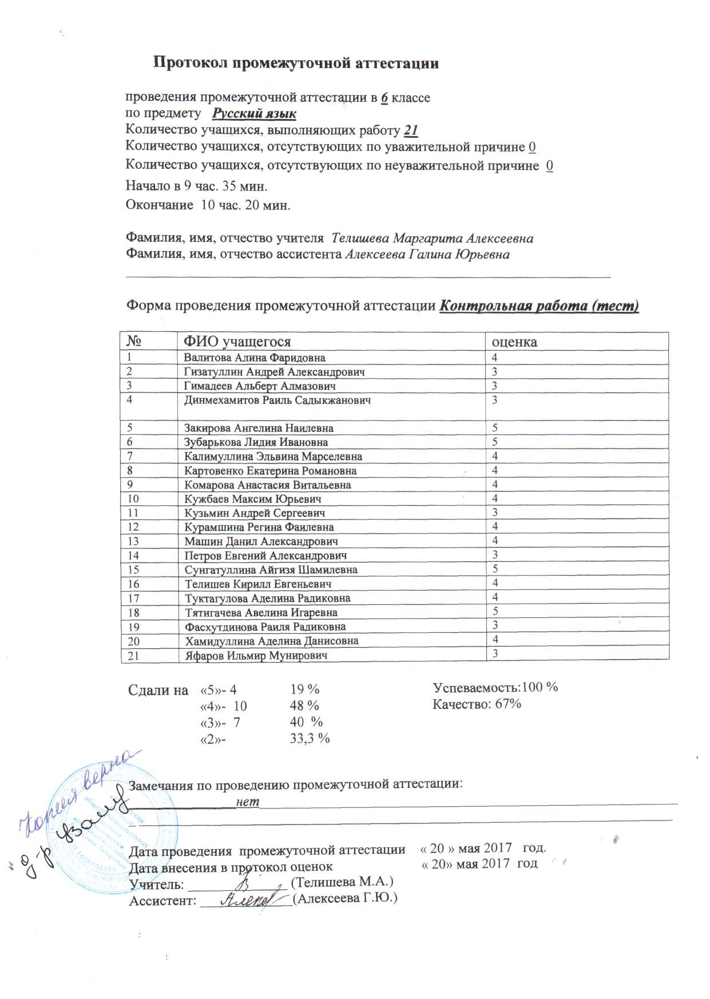 Протокол промежуточной аттестации
проведения промежуточной аттестации в 6 классе
по предмету Русский язык
Количество учащихся, выполняющих работу 21
Количество учащихся, отсутствующих по уважительной причине 0
Количество учащихся, отсутствующих по неуважительной причине 0
Начало в 9 час. 35 мин.
Окончание 10 час. 20 мин.
Фамилия, имя, отчество учителя Телишева Маргарита Алексеевна
Фамилия, имя, отчество ассистента Алексеева Галина Юрьевна
Форма проведения промежуточной аттестации Контрольная работа (тест)
№ ФИО учащегося оценка
1 Валитова Алина Фаридовна 4
2 Гизатуллин Андрей Александрович 3
3 Гимадеев Альберт Алмазович 3
4 Динмехамитов Раиль Садыкжанович 3
5 Закирова Ангелина Наилевна 5
6 Зубарькова Лидия Ивановна 5
7 Калимуллина Эльвина Марселевна 4
8 Картовенко Екатерина Романовна 4
9 Комарова Анастасия Витальевна 4
10 Кужбаев Максим Юрьевич 4
11 Кузьмин Андрей Сергеевич 3
12 Курамшина Регина Фаилевна 4
13 Машин Данил Александрович 4
14 Петров Евгений Александрович 3
15 Сунгатуллина Айгизя Шамилевна 5
16 Телишев Кирилл Евгеньевич 4
17 Туктагулова Аделина Радиковна 4
18 Тятигачева Авелина Игаревна 5
19 Фасхутдинова Раиля Радиковна 3
20 Хамидуллина Аделина Данисовна 4
21 Яфаров Ильмир Мунирович 3
Сдали на «5»- 4 19 % Успеваемость:100 %
«4»- 10 48 % Качество: 67%
«3»- 7 40 %
«2»- 33,3 %
Копия верна
Замечания по проведению промежуточной аттестации:
нет
Дата проведения промежуточной аттестации « 20 » мая 2017 год.
Дата внесения в протокол оценок « 20» мая 2017 год
Учитель: (Телишева М.А.)
Ассистент: (Алексеева Г.Ю.)